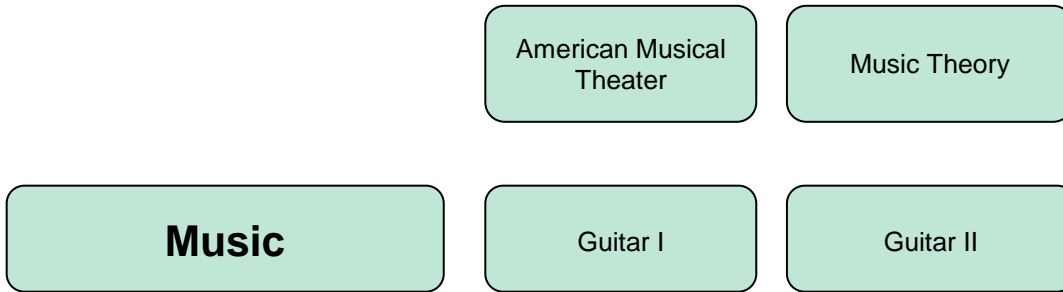 American Musical
Theater
Music Theory
Music
Guitar I
Guitar II